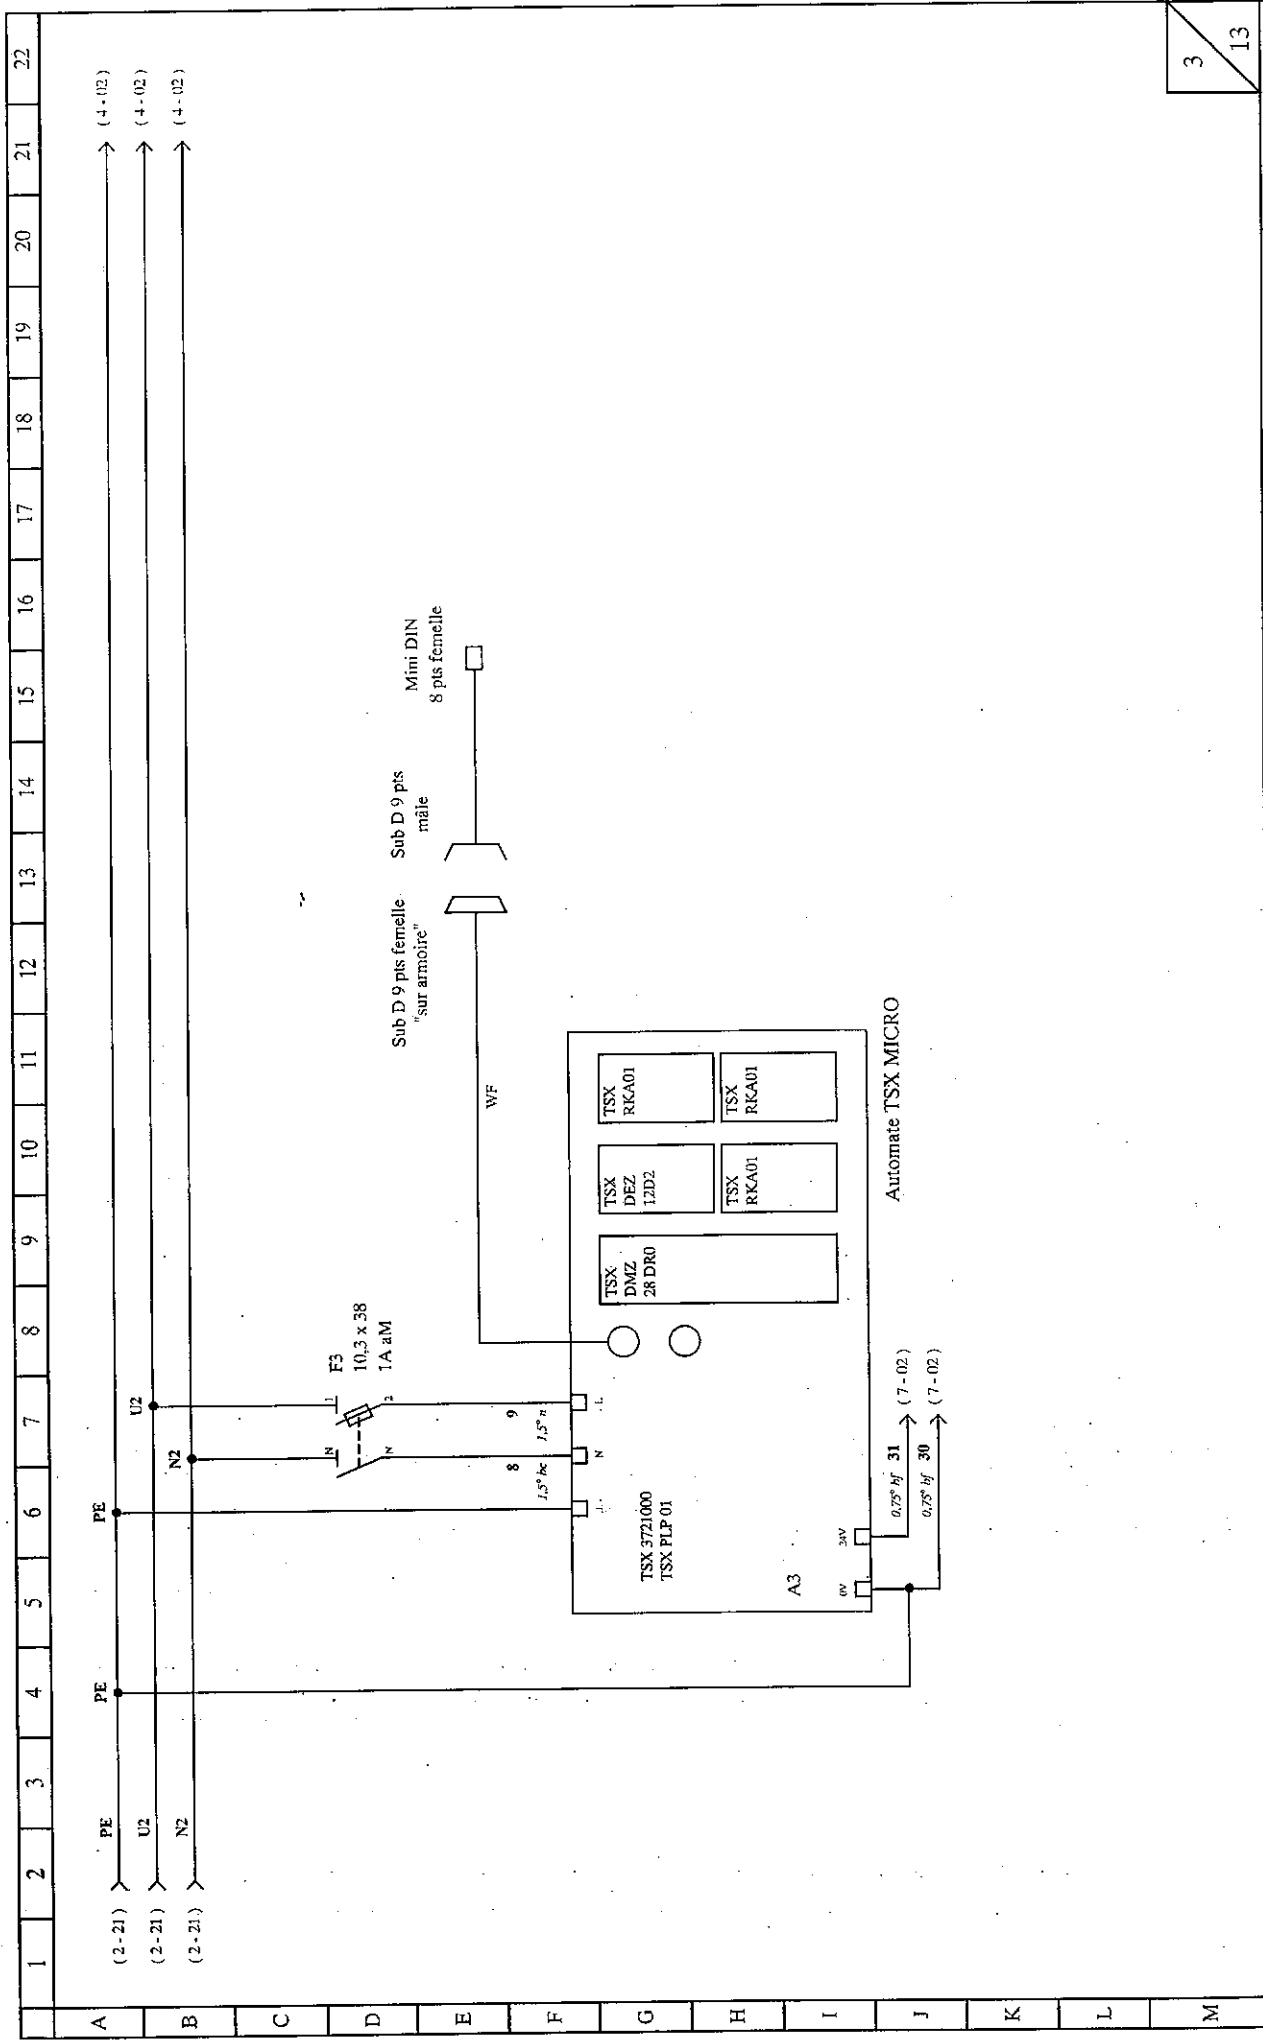 1 2 3 4 5 6 7 8 9 10 11 12 13 14 15 16 17 18 19 20 21 22
A
B
C
D
E
F
G
H
I
J
K
L
M
( 2 - 21 ) PE PE PE ( 4 - 02 )
( 2 - 21 ) U2 U2 ( 4 - 02 )
( 2 - 21 ) N2 N2 ( 4 - 02 )
F3
10,3 x 38
1A aM
N 1
N 2
8 9
1,5° bc 1,5° n
N L
Sub D 9 pts femelle
"sur armoire"
Sub D 9 pts
mâle
Mini DIN
8 pts femelle
WF
TSX 3721000
TSX PLP 01
TSX
DMZ
28 DR0
TSX
DEZ
12D2
TSX
RKA01
TSX
RKA01
TSX
RKA01
A3
0V 24V
Automate TSX MICRO
0,75° bf 31 ( 7 - 02 )
0,75° bf 30 ( 7 - 02 )
3
13